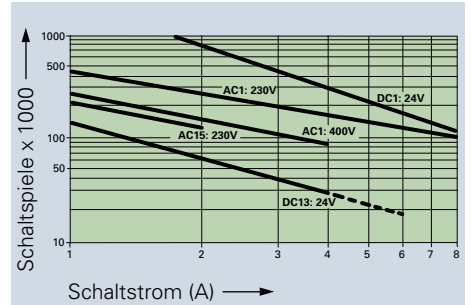 Schaltspiele x 1000
1000
500
100
50
10
DC1: 24V
AC1: 230V
AC15: 230V
AC1: 400V
DC13: 24V
1 2 3 4 5 6 7 8
Schaltstrom (A)